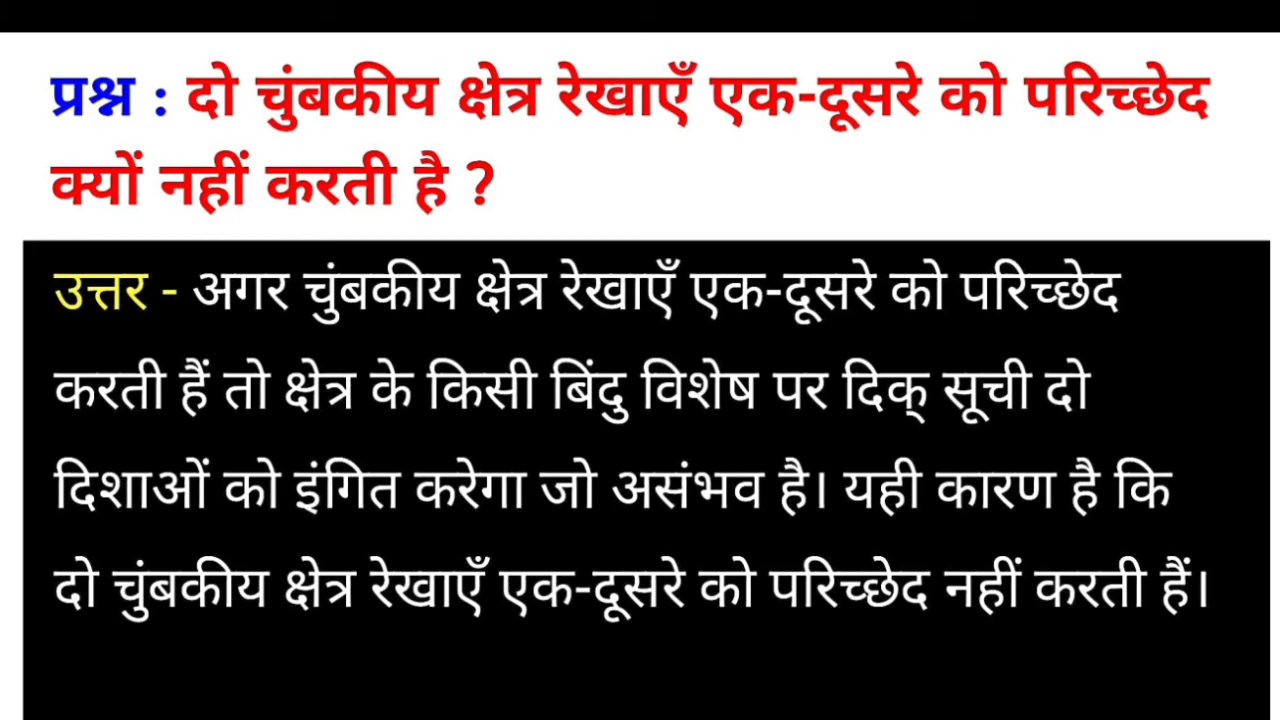 प्रश्न : दो चुंबकीय क्षेत्र रेखाएँ एक-दूसरे को परिच्छेद
क्यों नहीं करती है ?
उत्तर - अगर चुंबकीय क्षेत्र रेखाएँ एक-दूसरे को परिच्छेद
करती हैं तो क्षेत्र के किसी बिंदु विशेष पर दिक् सूची दो
दिशाओं को इंगित करेगा जो असंभव है। यही कारण है कि
दो चुंबकीय क्षेत्र रेखाएँ एक-दूसरे को परिच्छेद नहीं करती हैं।